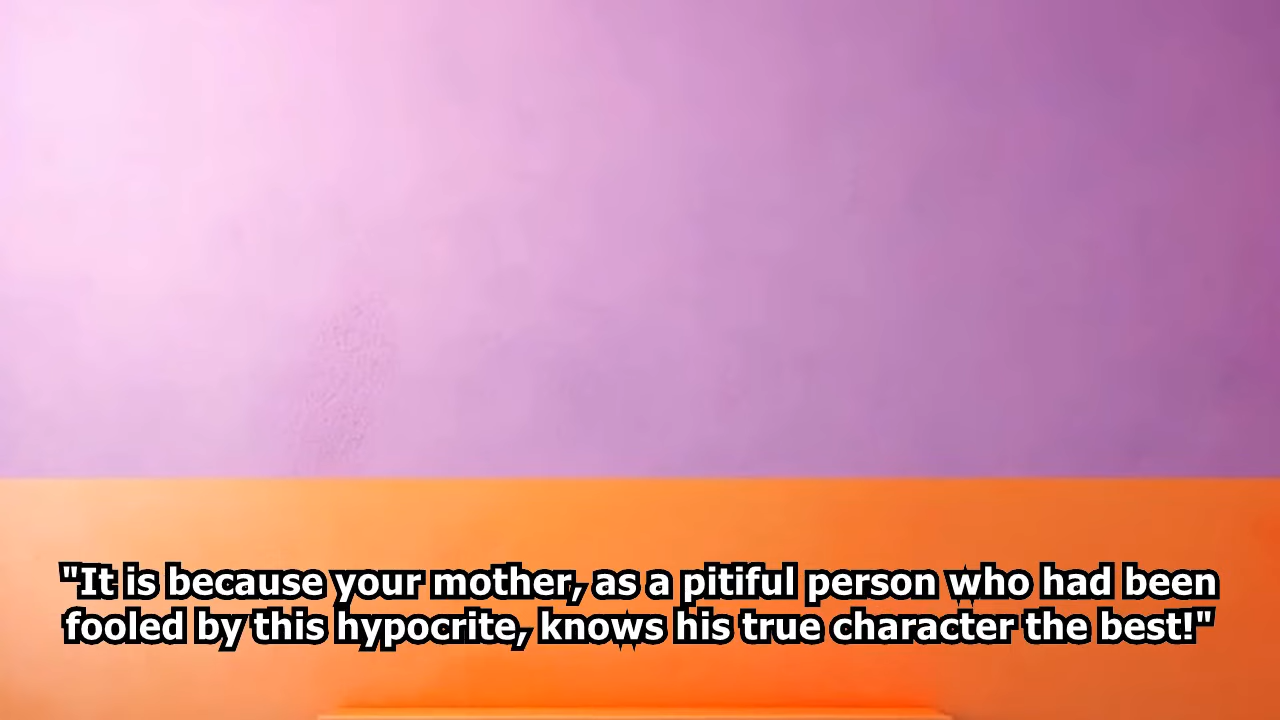 "It is because your mother, as a pitiful person who had been
fooled by this hypocrite, knows his true character the best!"